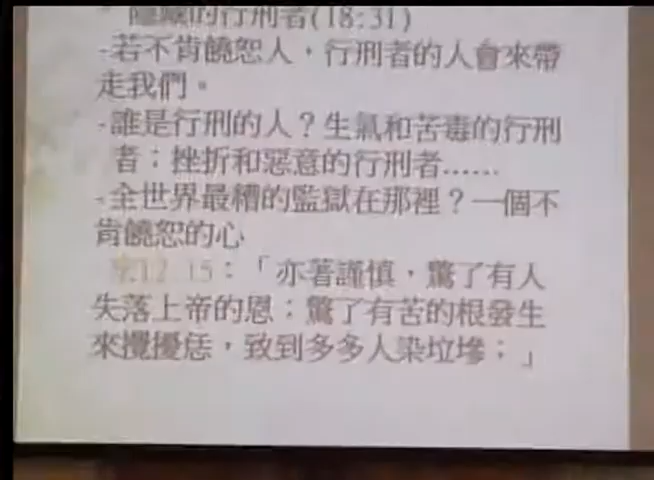 的行刑者(18:31)
-若不肯饒恕人，行刑者的人會來帶
走我們。
-誰是行刑的人？生氣和苦毒的行刑
者；挫折和惡意的行刑者......
-全世界最糟的監獄在那裡？一個不
肯饒恕的心
12:15：「亦著謹慎，驚了有人
失落上帝的恩；驚了有苦的根發生
來攪擾恁，致到多多人染垃圾；」